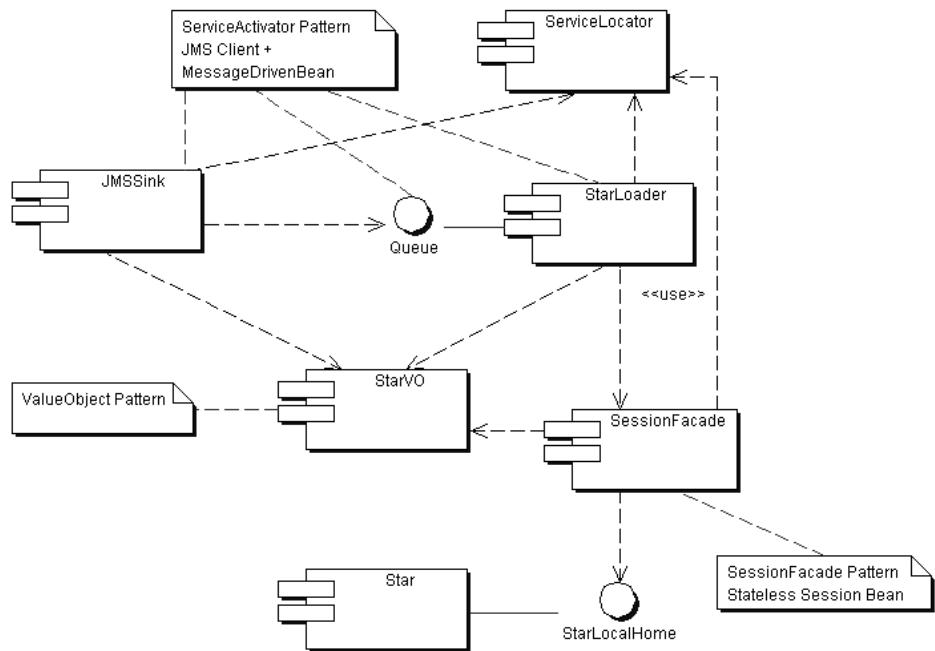 ServiceActivator Pattern
JMS Client +
MessageDrivenBean
ServiceLocator
JMSSink
StarLoader
Queue
<<use>>
ValueObject Pattern
StarVO
SessionFacade
Star
StarLocalHome
SessionFacade Pattern
Stateless Session Bean